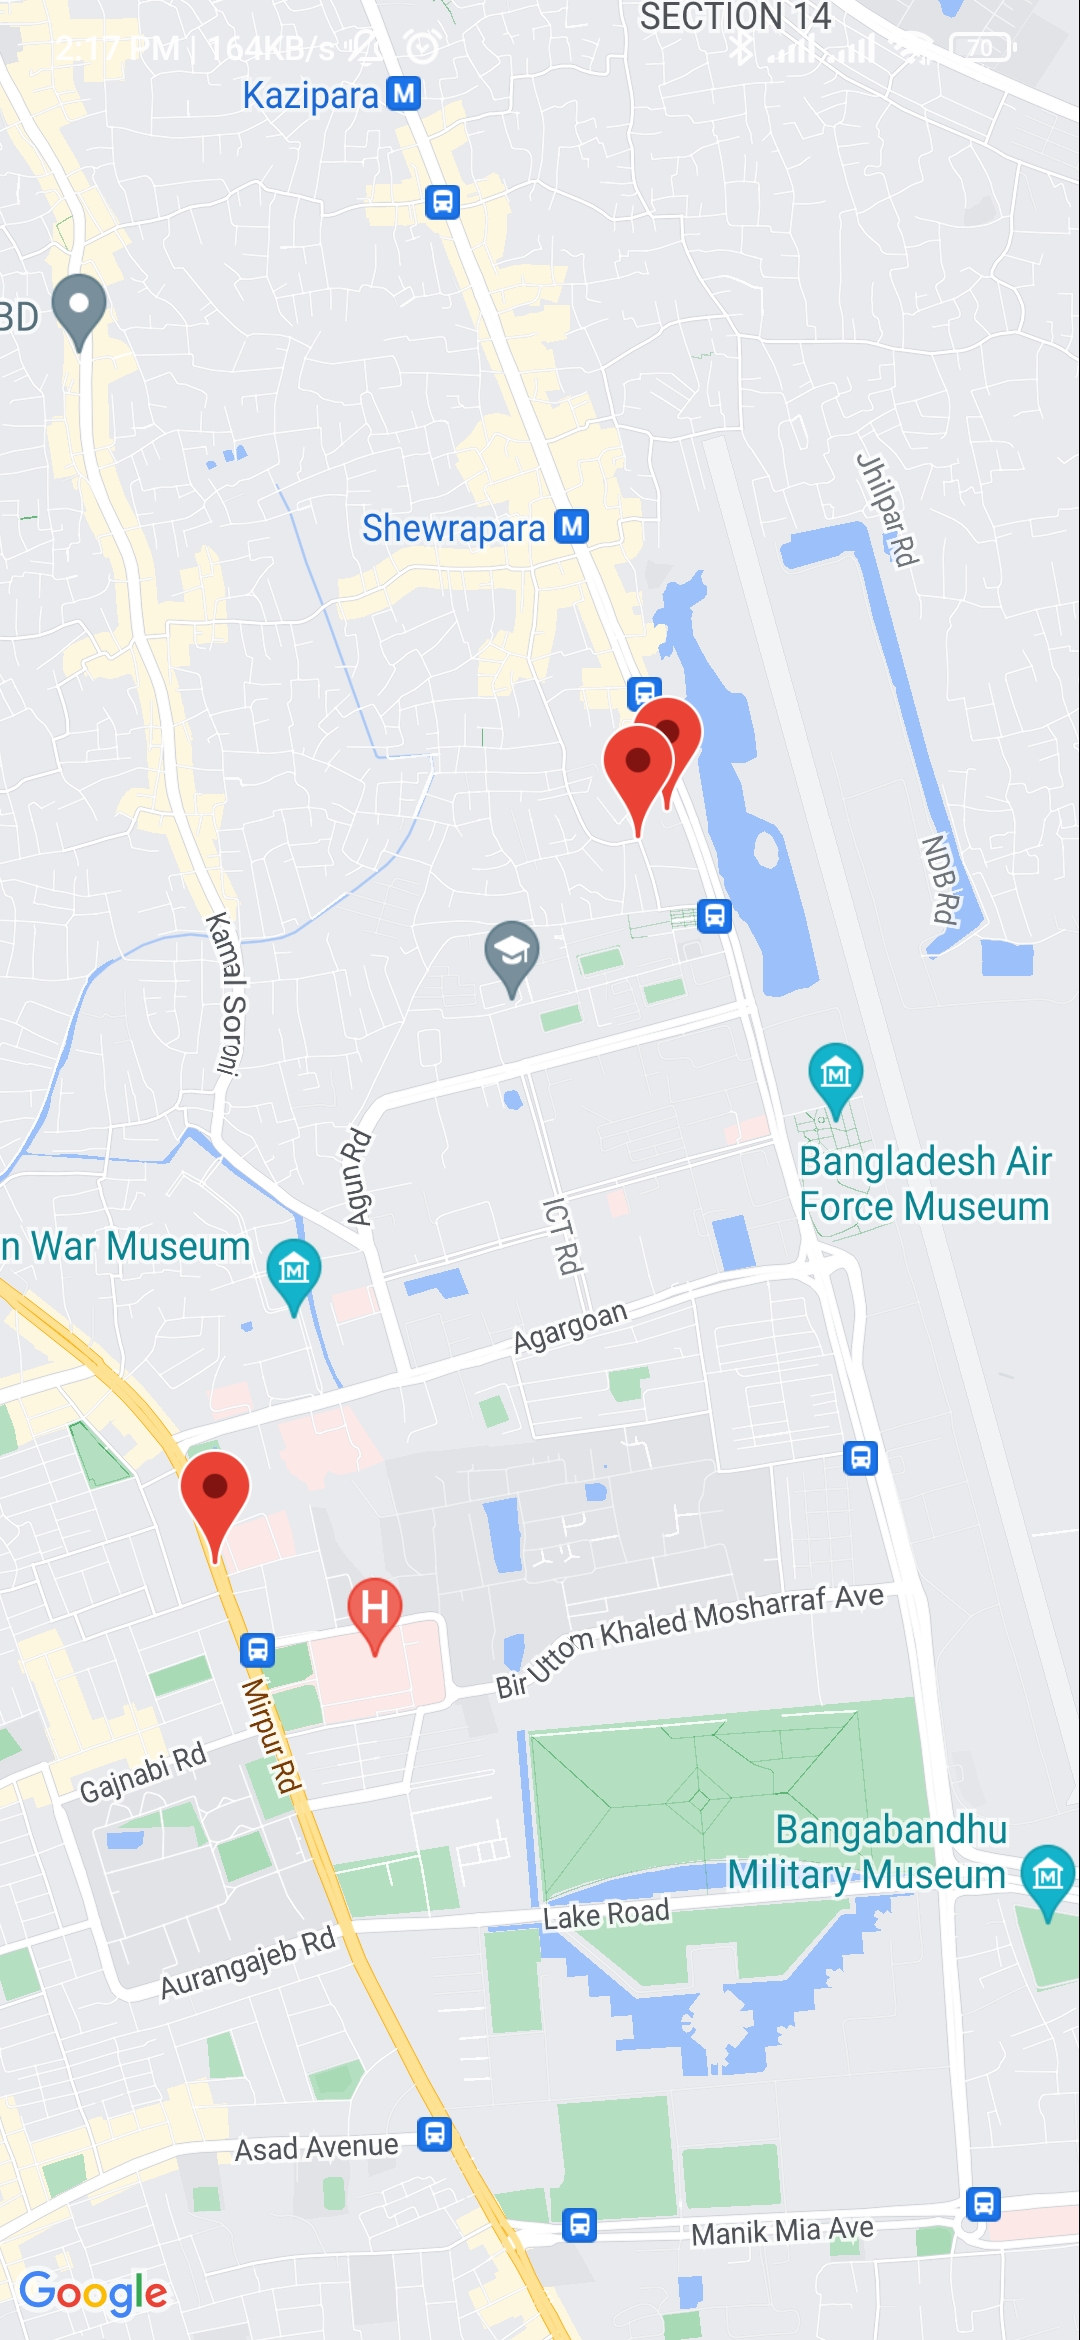 SECTION 14
2:17 PM | 164KB/s
70
Kazipara M
BD
Jhilpar Rd
Shewrapara M
NDB Rd
Kamal Soroni
Bangladesh Air
Force Museum
Agun Rd
ICT Rd
n War Museum
Agargoan
H
Bir Uttom Khaled Mosharraf Ave
Mirpur Rd
Gajnabi Rd
Bangabandhu
Military Museum
Lake Road
Aurangajeb Rd
Asad Avenue
Manik Mia Ave
Google